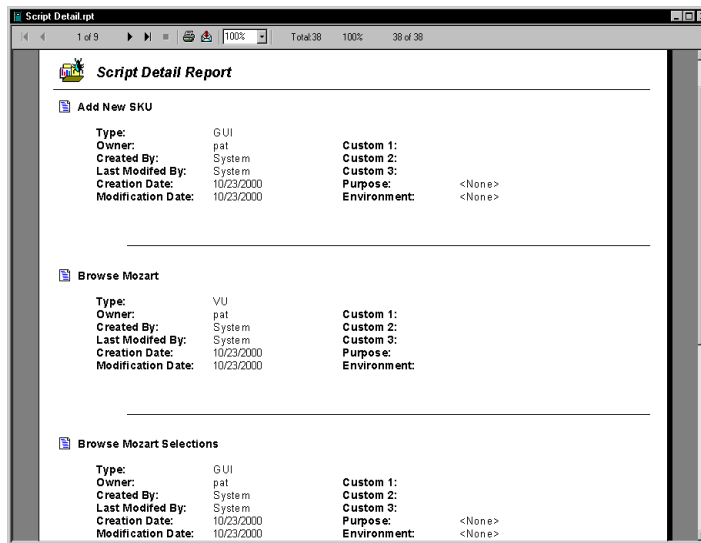 Script Detail.rpt
1 of 9 100% Total:38 100% 38 of 38
Script Detail Report
Add New SKU
Type: GUI
Owner: pat Custom 1:
Created By: System Custom 2:
Last Modifed By: System Custom 3:
Creation Date: 10/23/2000 Purpose: <None>
Modification Date: 10/23/2000 Environment: <None>
Browse Mozart
Type: VU
Owner: pat Custom 1:
Created By: System Custom 2:
Last Modifed By: System Custom 3:
Creation Date: 10/23/2000 Purpose:
Modification Date: 10/23/2000 Environment:
Browse Mozart Selections
Type: GUI
Owner: pat Custom 1:
Created By: System Custom 2:
Last Modifed By: System Custom 3:
Creation Date: 10/23/2000 Purpose: <None>
Modification Date: 10/23/2000 Environment: <None>